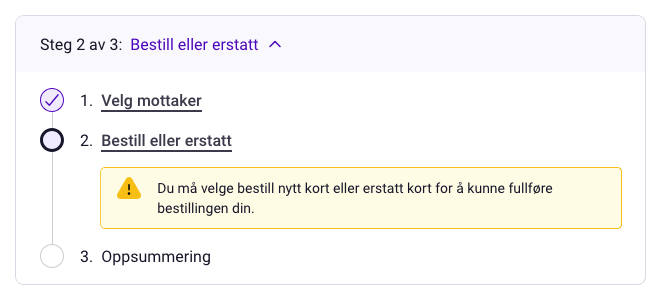 Steg 2 av 3: Bestill eller erstatt
1. Velg mottaker
2. Bestill eller erstatt
Du må velge bestill nytt kort eller erstatt kort for å kunne fullføre
bestillingen din.
3. Oppsummering